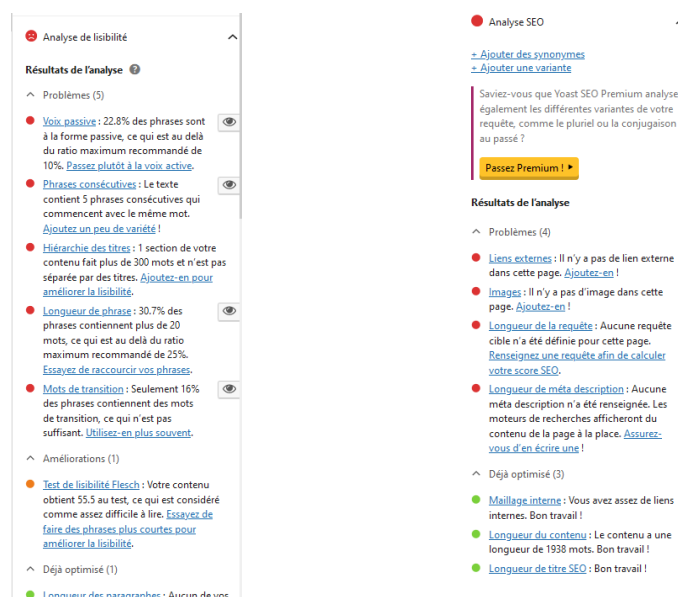 Analyse de lisibilité
Résultats de l'analyse
Problèmes (5)
Voix passive : 22.8% des phrases sont
à la forme passive, ce qui est au delà
du ratio maximum recommandé de
10%. Passez plutôt à la voix active.
Phrases consécutives : Le texte
contient 5 phrases consécutives qui
commencent avec le même mot.
Ajoutez un peu de variété !
Hiérarchie des titres : 1 section de votre
contenu fait plus de 300 mots et n'est pas
séparée par des titres. Ajoutez-en pour
améliorer la lisibilité.
Longueur de phrase : 30.7% des
phrases contiennent plus de 20
mots, ce qui est au delà du ratio
maximum recommandé de 25%.
Essayez de raccourcir vos phrases.
Mots de transition : Seulement 16%
des phrases contiennent des mots
de transition, ce qui n'est pas
suffisant. Utilisez-en plus souvent.
Améliorations (1)
Test de lisibilité Flesch : Votre contenu
obtient 55.5 au test, ce qui est considéré
comme assez difficile à lire. Essayez de
faire des phrases plus courtes pour
améliorer la lisibilité.
Déjà optimisé (1)
Longueur des paragraphes : Aucun de vos
Analyse SEO
+ Ajouter des synonymes
+ Ajouter une variante
Saviez-vous que Yoast SEO Premium analyse
également les différentes variantes de votre
requête, comme le pluriel ou la conjugaison
au passé ?
Passez Premium !
Résultats de l'analyse
Problèmes (4)
Liens externes : Il n'y a pas de lien externe
dans cette page. Ajoutez-en !
Images : Il n'y a pas d'image dans cette
page. Ajoutez-en !
Longueur de la requête : Aucune requête
cible n'a été définie pour cette page.
Renseignez une requête afin de calculer
votre score SEO.
Longueur de méta description : Aucune
méta description n'a été renseignée. Les
moteurs de recherches afficheront du
contenu de la page à la place. Assurez-
vous d'en écrire une !
Déjà optimisé (3)
Maillage interne : Vous avez assez de liens
internes. Bon travail !
Longueur du contenu : Le contenu a une
longueur de 1938 mots. Bon travail !
Longueur de titre SEO : Bon travail !